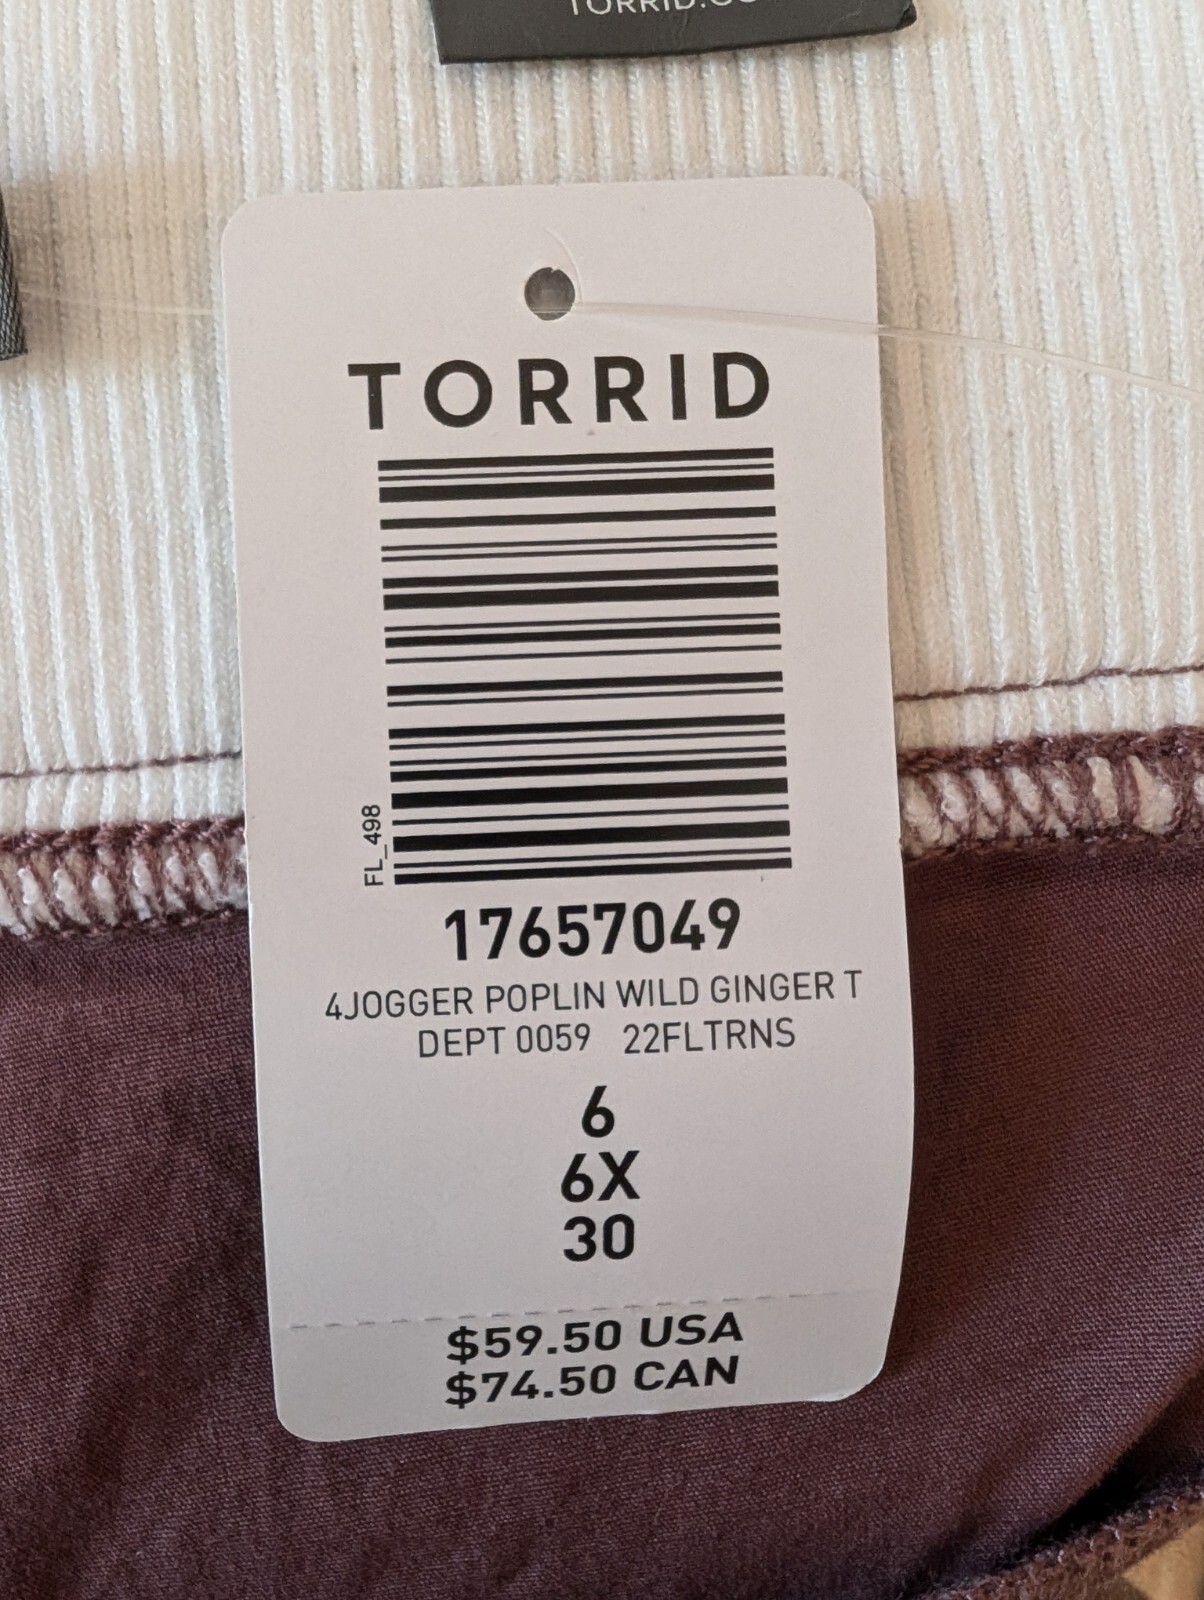 TORRID
FL_498
17657049
4JOGGER POPLIN WILD GINGER T
DEPT 0059 22FLTRNS
6
6X
30
$59.50 USA
$74.50 CAN